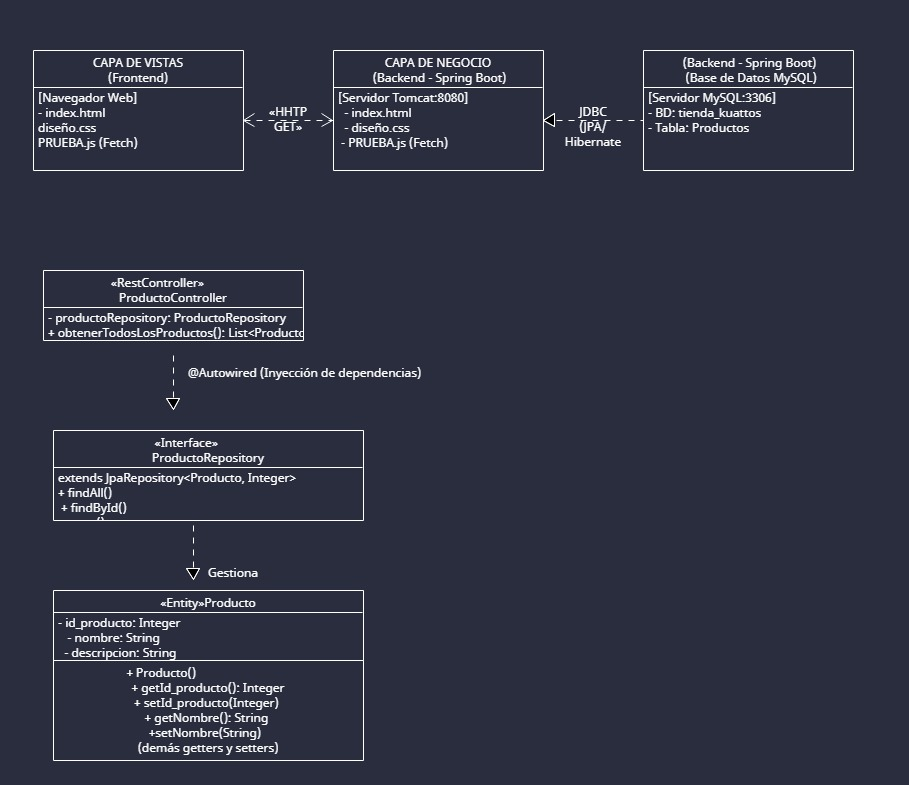 CAPA DE VISTAS
(Frontend)
[Navegador Web]
- index.html
diseño.css
PRUEBA.js (Fetch)
«HHTP
GET»
CAPA DE NEGOCIO
(Backend - Spring Boot)
[Servidor Tomcat:8080]
- index.html
- diseño.css
- PRUEBA.js (Fetch)
JDBC
(JPA/
Hibernate
(Backend - Spring Boot)
(Base de Datos MySQL)
[Servidor MySQL:3306]
- BD: tienda_kuattos
- Tabla: Productos
«RestController»
ProductoController
- productoRepository: ProductoRepository
+ obtenerTodosLosProductos(): List<Producto
@Autowired (Inyección de dependencias)
«Interface»
ProductoRepository
extends JpaRepository<Producto, Integer>
+ findAll()
+ findById()
Gestiona
«Entity»Producto
- id_producto: Integer
- nombre: String
- descripcion: String
+ Producto()
+ getId_producto(): Integer
+ setId_producto(Integer)
+ getNombre(): String
+setNombre(String)
(demás getters y setters)